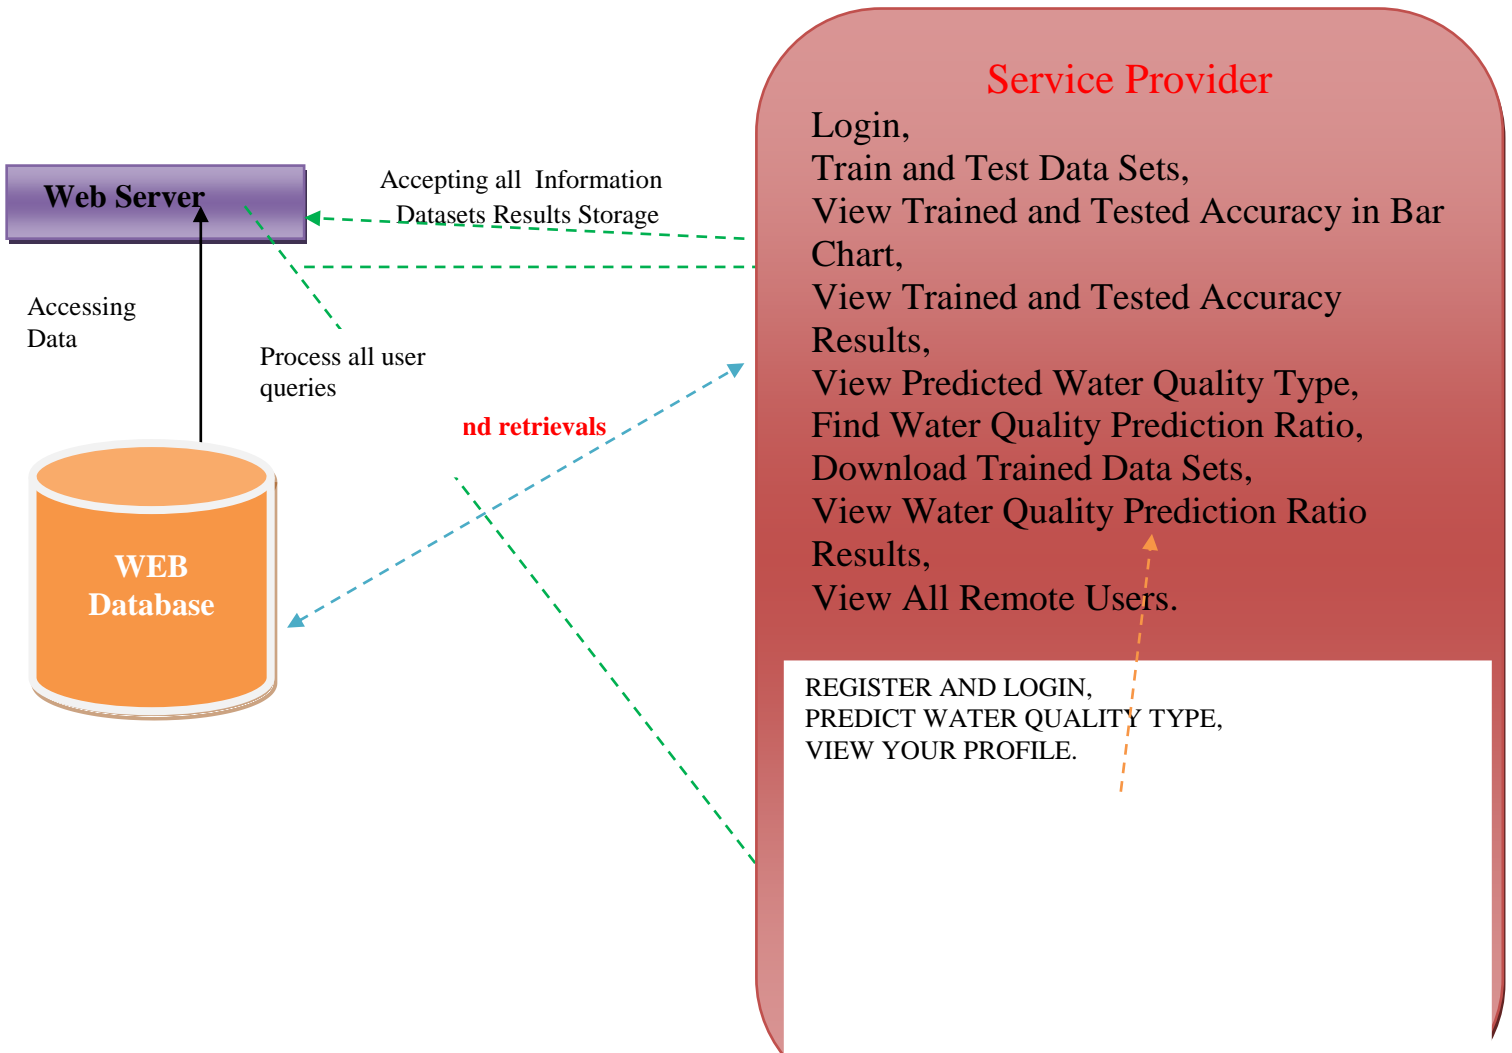 Service Provider
Login,
Train and Test Data Sets,
View Trained and Tested Accuracy in Bar
Chart,
View Trained and Tested Accuracy
Results,
View Predicted Water Quality Type,
Find Water Quality Prediction Ratio,
Download Trained Data Sets,
View Water Quality Prediction Ratio
Results,
View All Remote Users.
Web Server
Accepting all Information
Datasets Results Storage
Accessing
Data
Process all user
queries
nd retrievals
WEB
Database
REGISTER AND LOGIN,
PREDICT WATER QUALITY TYPE,
VIEW YOUR PROFILE.